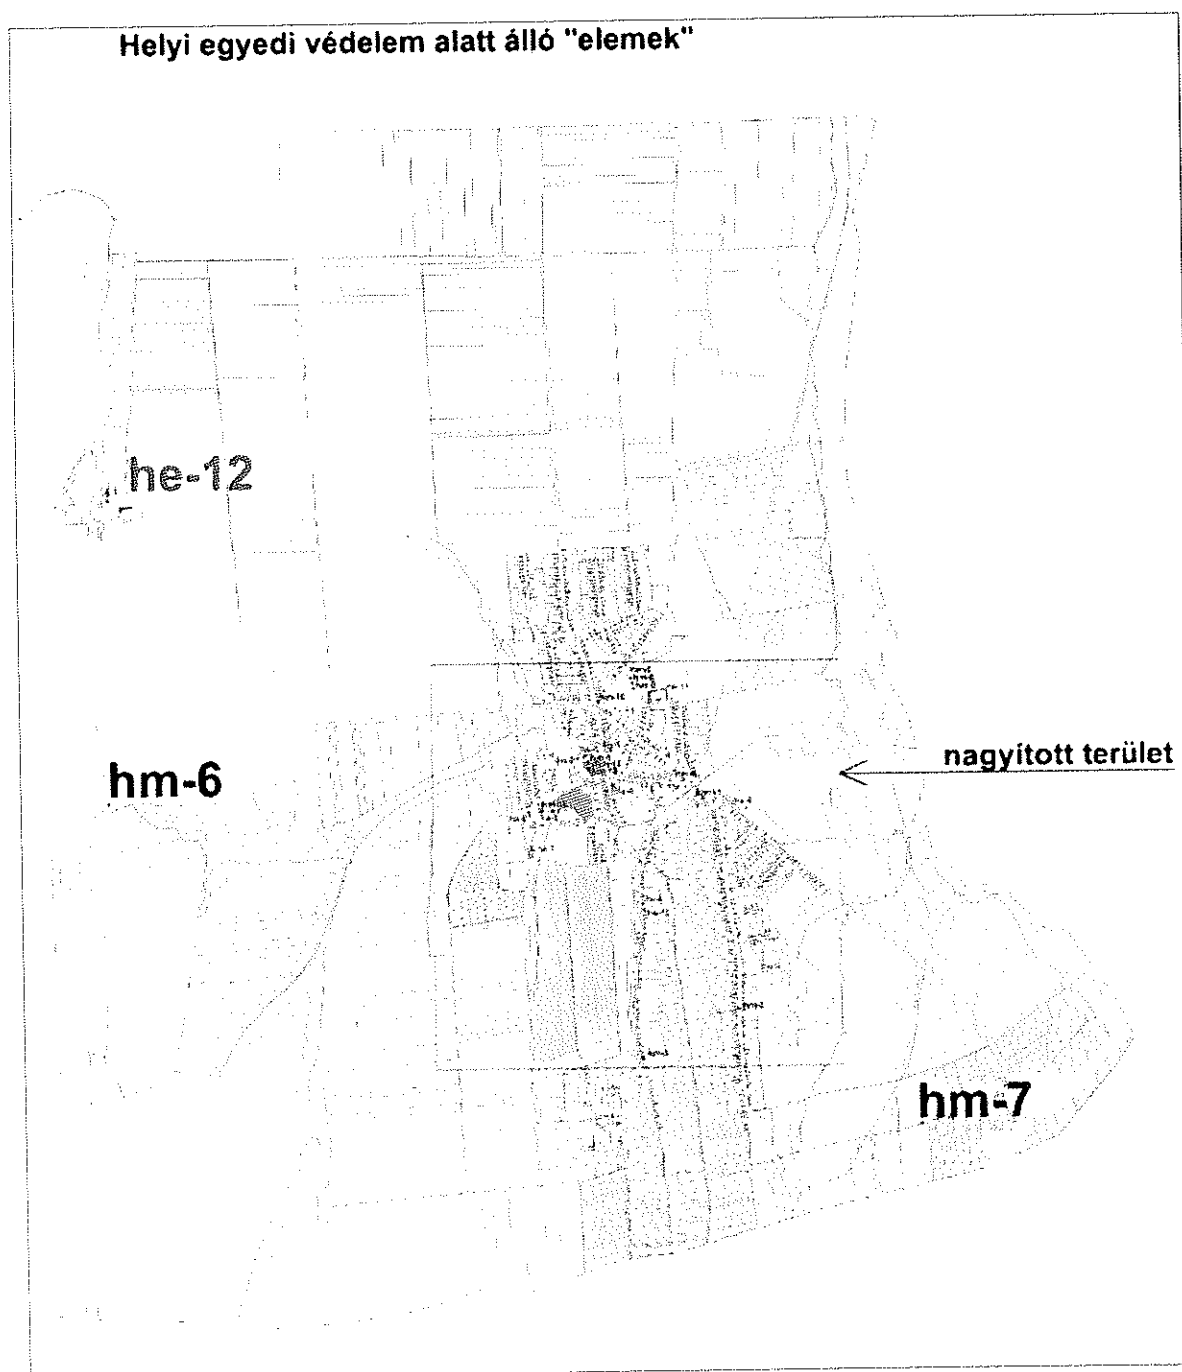 Helyi egyedi védelem alatt álló "elemek"
he-12
nagyított terület
hm-6
hm-7